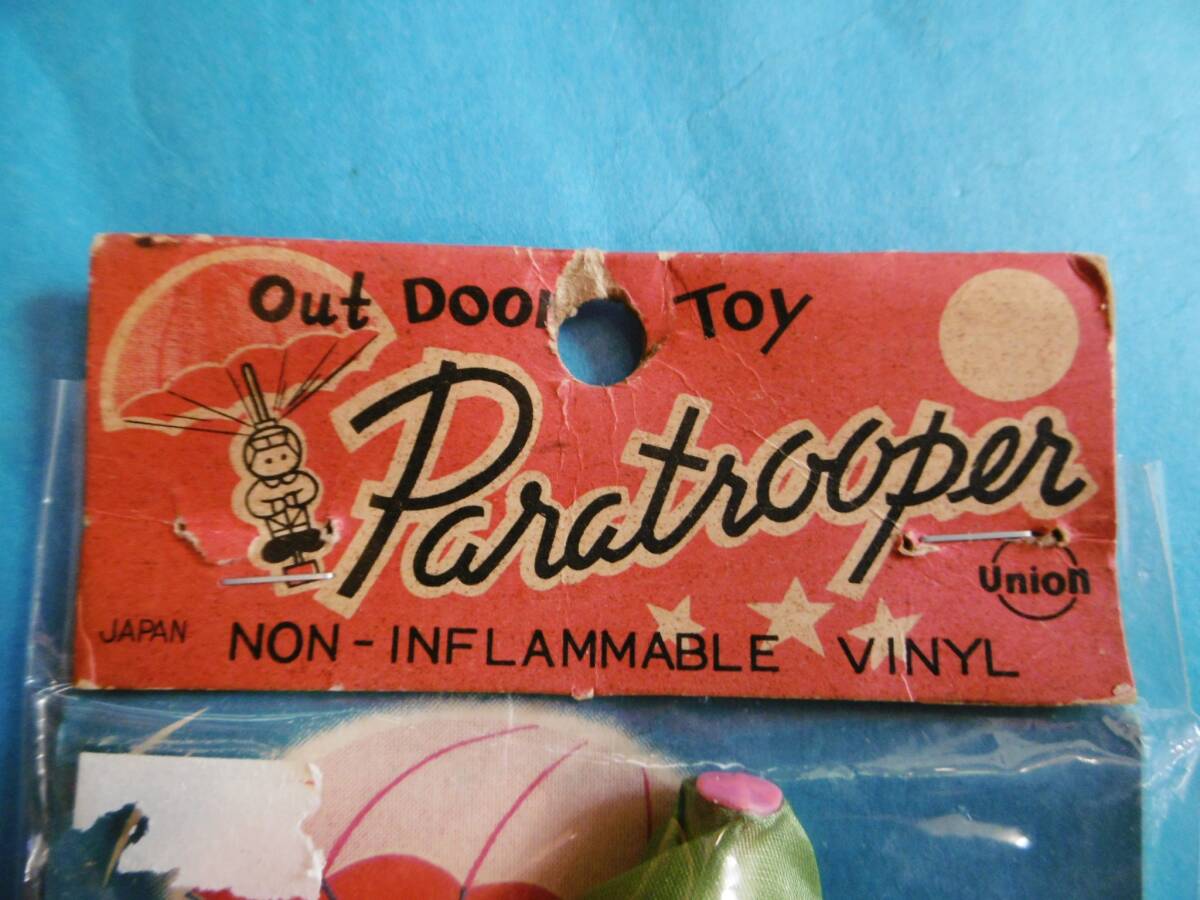 Out DOOR TOY
Paratrooper
Union
JAPAN
NON-INFLAMMABLE VINYL